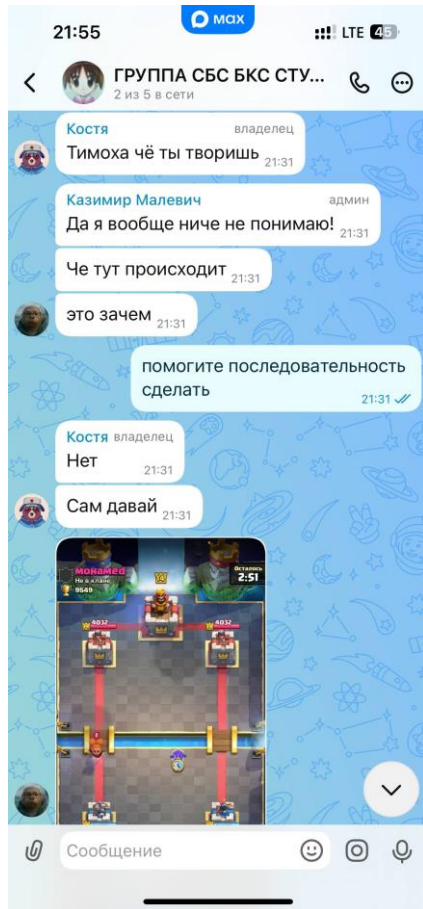 21:55
max
LTE 45
ГРУППА СБС БКС СТУ...
2 из 5 в сети
Костя владелец
Тимоха чё ты творишь 21:31
Казимир Малевич админ
Да я вообще ниче не понимаю! 21:31
Че тут происходит 21:31
это зачем 21:31
помогите последовательность
сделать
21:31
Костя владелец
Нет 21:31
Сам давай 21:31
Mohamed
Не в клане
9549
Осталось
2:51
4032 4032
Сообщение